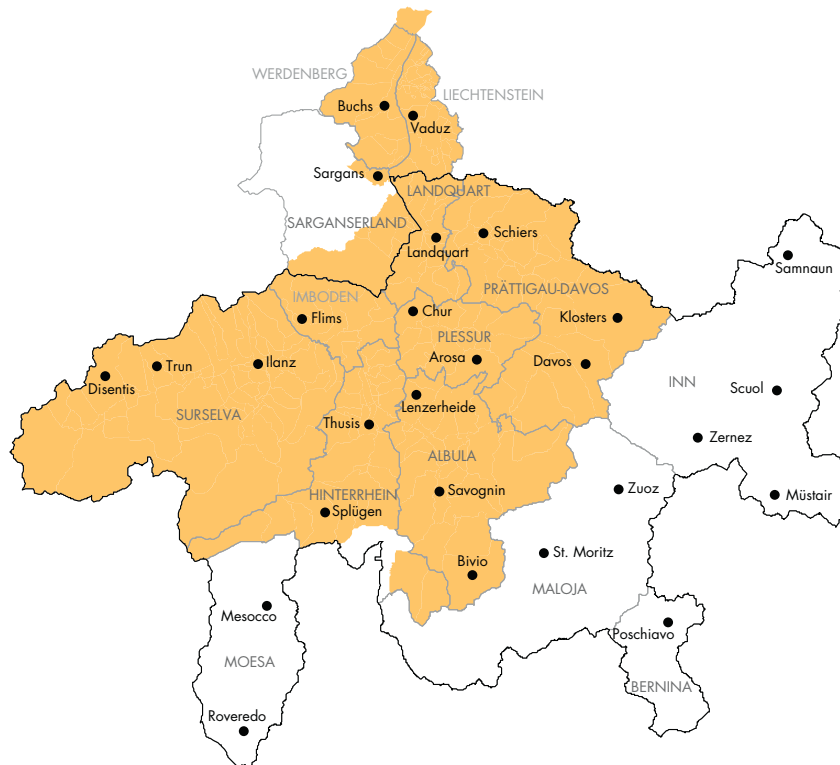 WERDENBERG
LIECHTENSTEIN
Buchs
Vaduz
Sargans
LANDQUART
SARGANSERLAND
Schiers
Landquart
Samnaun
PRÄTTIGAU-DAVOS
IMBODEN
Flims
Chur
Klosters
PLESSUR
Arosa
Davos
Trun
Ilanz
Disentis
INN
Scuol
SURSELVA
Lenzerheide
Thusis
Zernez
ALBULA
HINTERRHEIN
Savognin
Zuoz
Müstair
Splügen
St. Moritz
Bivio
MALOJA
Mesocco
Poschiavo
MOESA
BERNINA
Roveredo